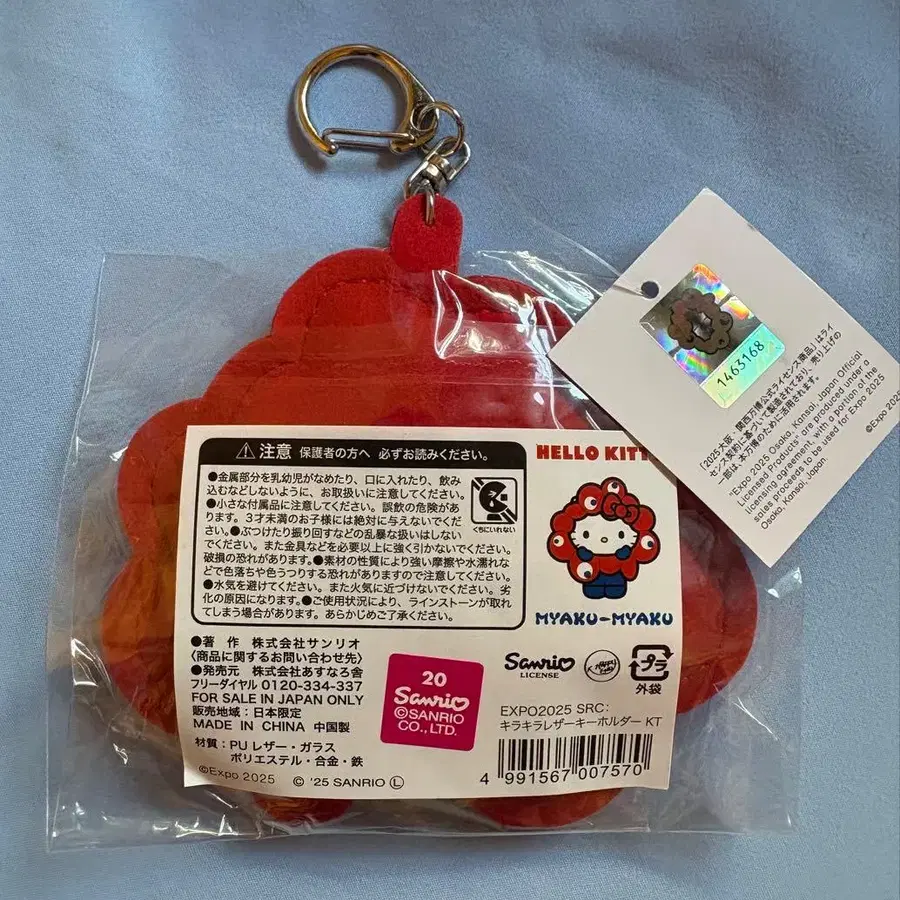 1463168
「2025大阪・関西万博公式ライセンス商品」はライ
センス契約に基づいて製造されており、売り上げの
一部は、本万博のために活用されます。
"Expo 2025 Osaka, Kansai, Japan Official
Licensed Products" are produced under a
licensing agreement, with a portion of the
sales proceeds to be used for Expo 2025
Osaka, Kansai, Japan.
©Expo 2025
注意 保護者の方へ 必ずお読みください。
●金属部分を乳幼児がなめたり、口に入れたり、飲み
込むなどしないように、お取扱いに注意してください。
●小さな付属品に注意してください。誤飲の危険があ
ります。3才未満のお子様には絶対に与えないでくだ
さい。●ぶつけたり振り回すなどの乱暴な扱いはしない
でください。また金具などを必要以上に強く引かないでください。
破損の恐れがあります。●素材の性質により強い摩擦や水濡れな
どで色落ちや色うつりする恐れがありますので注意してください。
●水気を避けてください。また火気に近づけないでください。劣
化の原因になります。●ご使用状況により、ラインストーンが取れ
てしまう場合があります。あらかじめご了承ください。
くちにいれない
HELLO KITT
MYAKU-MYAKU
●著 作 株式会社サンリオ
〈商品に関するお問い合わせ先〉
●発売元 株式会社あすなろ舎
フリーダイヤル 0120-334-337
FOR SALE IN JAPAN ONLY
販売地域:日本限定
MADE IN CHINA 中国製
材質:PU レザー・ガラス
ポリエステル・合金・鉄
©Expo 2025 © '25 SANRIO Ⓛ
20
Sanrio
©SANRIO
CO., LTD.
Sanrio
LICENSE
プラ
外袋
EXPO2025 SRC:
キラキラレザーキーホルダー KT
4 991567 007570